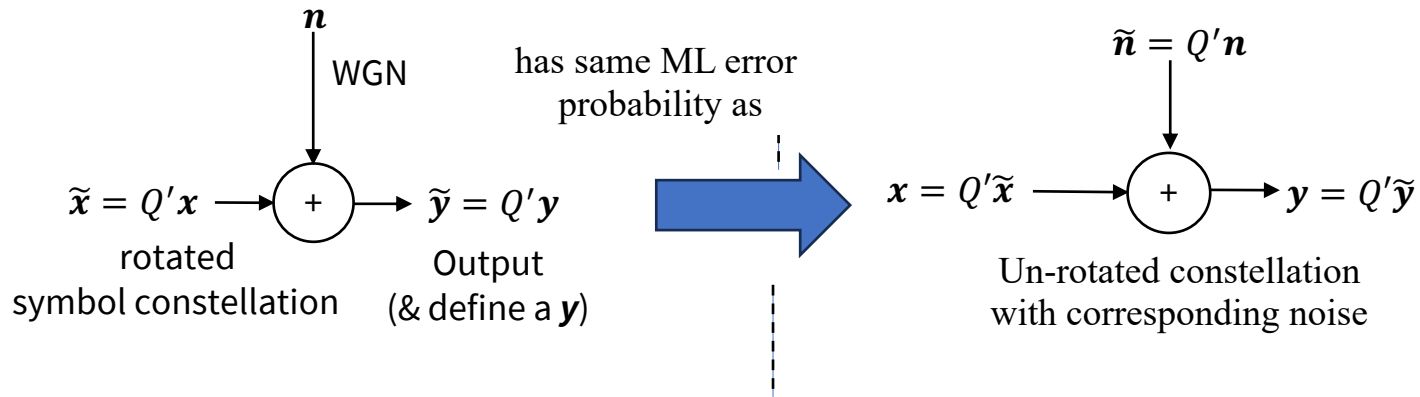 n
WGN
x̃ = Q′x
+
ỹ = Q′y
rotated
symbol constellation
Output
(& define a y)
has same ML error
probability as
ñ = Q′n
x = Q′x̃
+
y = Q′ỹ
Un-rotated constellation
with corresponding noise